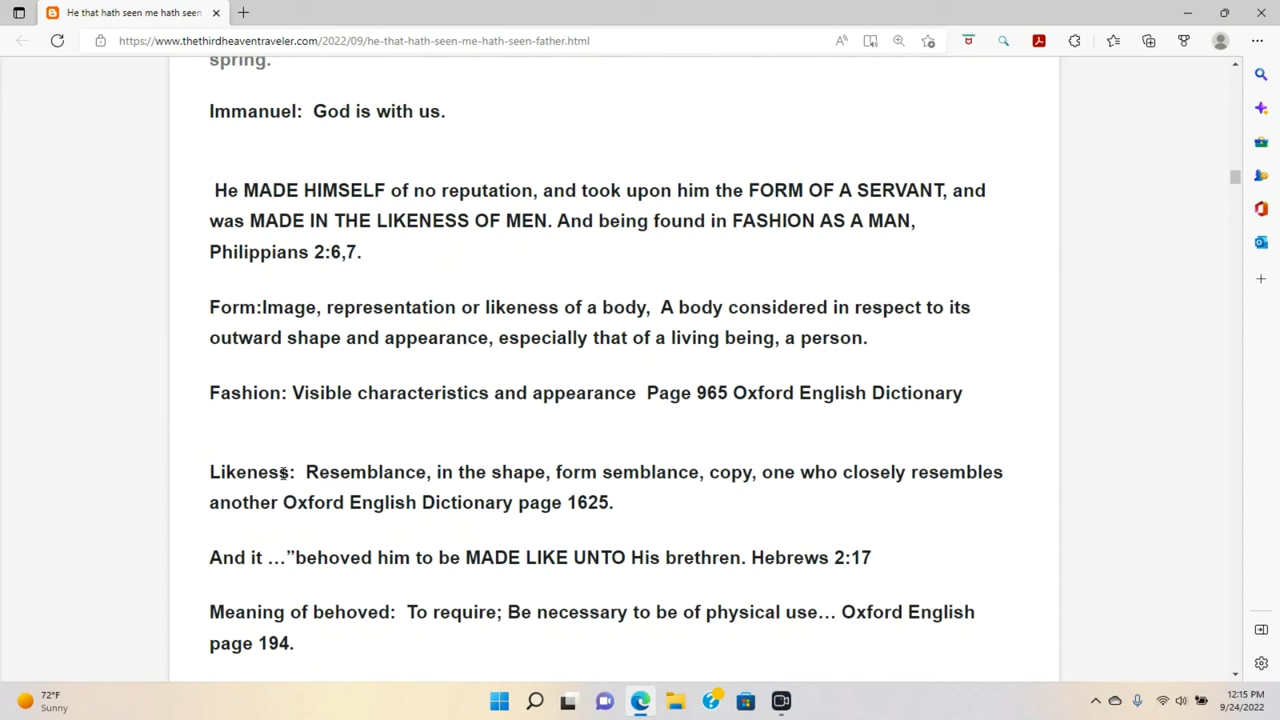 He that hath seen me hath seen
https://www.thethirdheaventraveler.com/2022/09/he-that-hath-seen-me-hath-seen-father.html
spring.
Immanuel: God is with us.
He MADE HIMSELF of no reputation, and took upon him the FORM OF A SERVANT, and
was MADE IN THE LIKENESS OF MEN. And being found in FASHION AS A MAN,
Philippians 2:6,7.
Form:Image, representation or likeness of a body, A body considered in respect to its
outward shape and appearance, especially that of a living being, a person.
Fashion: Visible characteristics and appearance Page 965 Oxford English Dictionary
Likeness: Resemblance, in the shape, form semblance, copy, one who closely resembles
another Oxford English Dictionary page 1625.
And it …”behoved him to be MADE LIKE UNTO His brethren. Hebrews 2:17
Meaning of behoved: To require; Be necessary to be of physical use… Oxford English
page 194.
72°F
Sunny
12:15 PM
9/24/2022